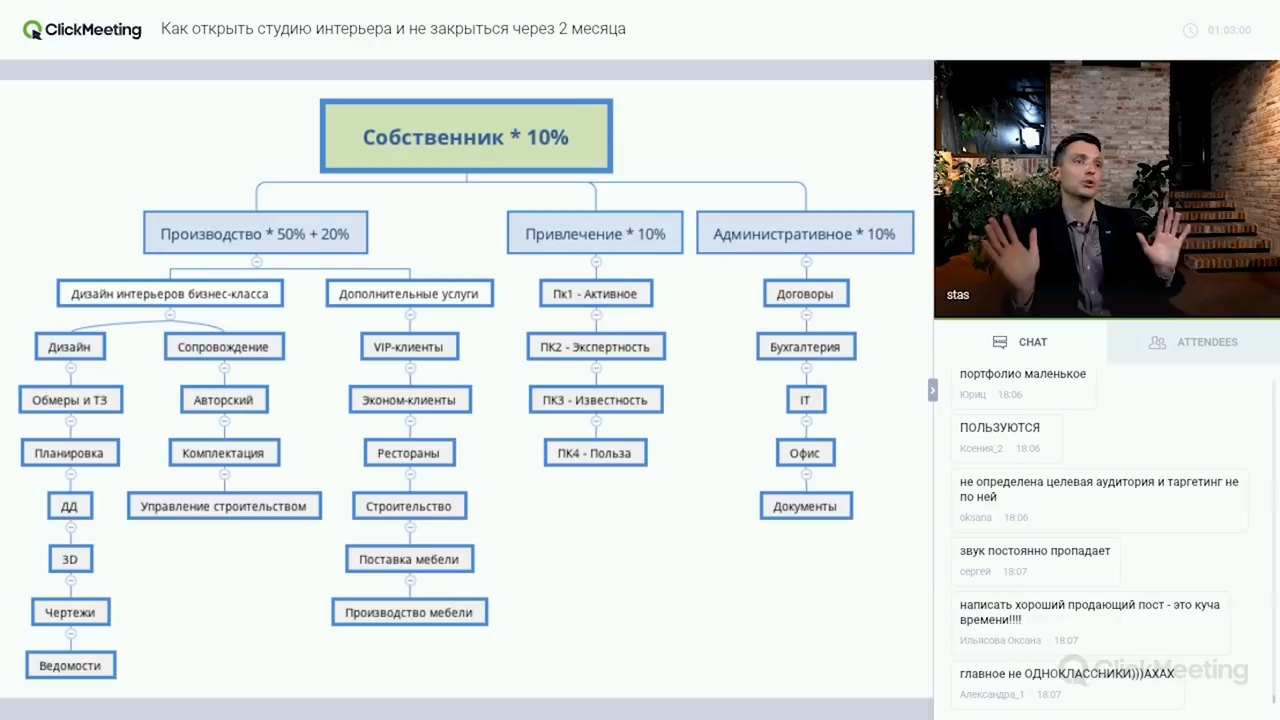 ClickMeeting
Как открыть студию интерьера и не закрыться через 2 месяца
01:03:00
Собственник * 10%
Производство * 50% + 20%
Привлечение * 10%
Административное * 10%
Дизайн интерьеров бизнес-класса
Дополнительные услуги
Пк1 - Активное
Договоры
Дизайн
Сопровождение
VIP-клиенты
ПК2 - Экспертность
Бухгалтерия
Обмеры и ТЗ
Авторский
Эконом-клиенты
ПК3 - Известность
IT
Планировка
Комплектация
Рестораны
ПК4 - Польза
Офис
ДД
Управление строительством
Строительство
Документы
3D
Поставка мебели
Чертежи
Производство мебели
Ведомости
stas
CHAT
ATTENDEES
портфолио маленькое
Юриц 18:06
ПОЛЬЗУЮТСЯ
Ксения_2 18:06
не определена целевая аудитория и таргетинг не
по ней
oksana 18:06
звук постоянно пропадает
сергей 18:07
написать хороший продающий пост - это куча
времени!!!!
Ильясова Оксана 18:07
главное не ОДНОКЛАССНИКИ)))АХАХ
Александра_1 18:07
ClickMeeting